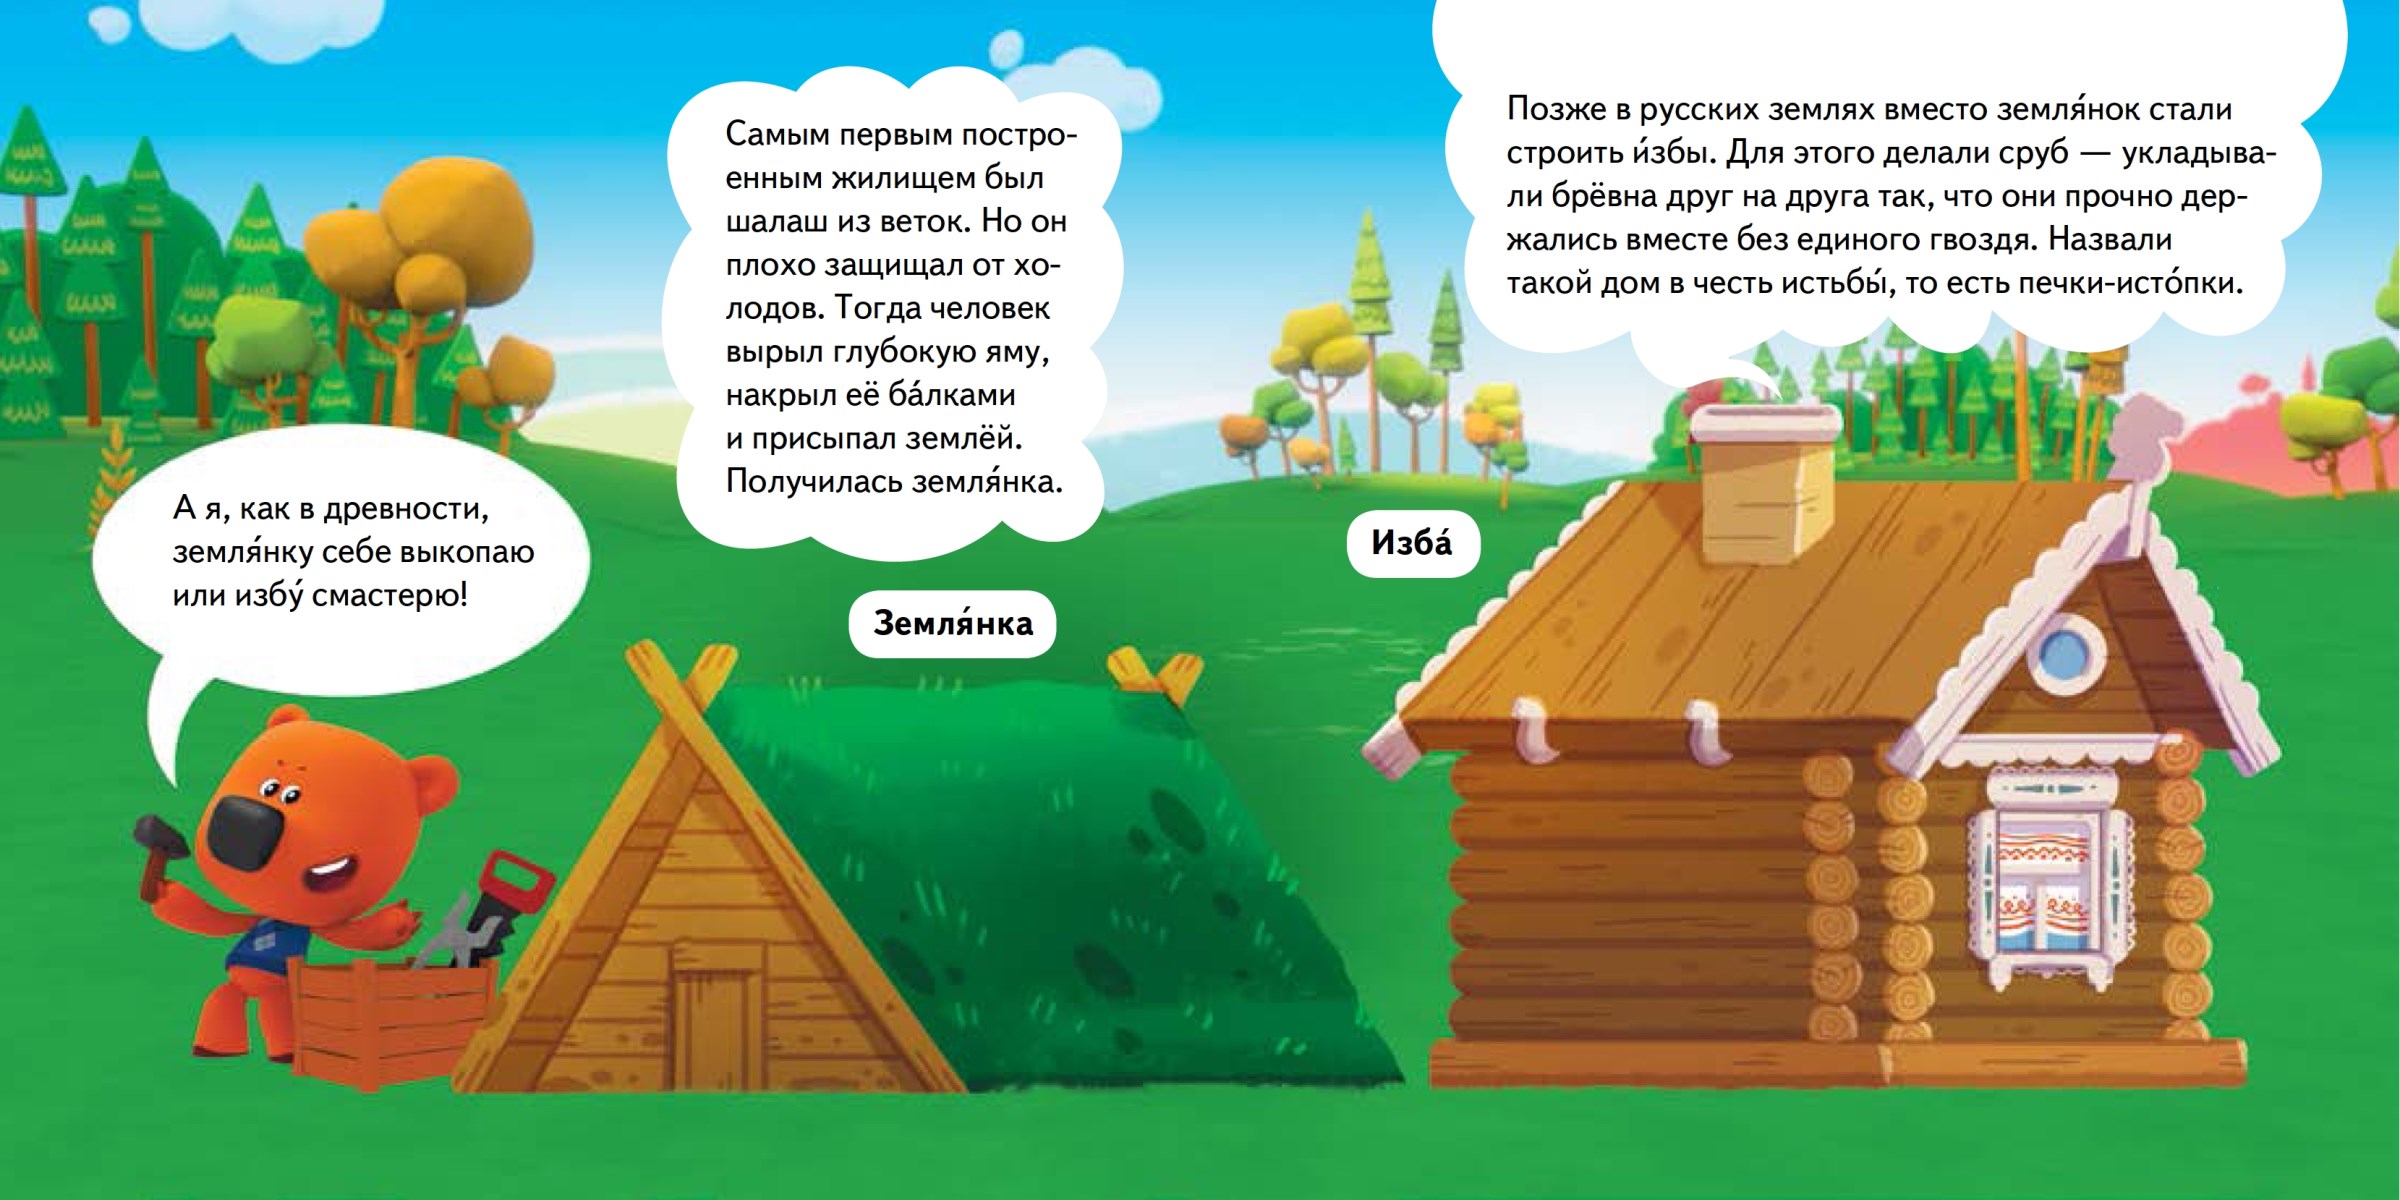 А я, как в древности,
земля́нку себе выкопаю
или избу́ смастерю!
Самым первым постро-
енным жилищем был
шалаш из веток. Но он
плохо защищал от хо-
лодов. Тогда человек
вырыл глубокую яму,
накрыл её ба́лками
и присыпал землёй.
Получилась земля́нка.
Земля́нка
Позже в русских землях вместо земля́нок стали
строить и́збы. Для этого делали сруб — укладыва-
ли брёвна друг на друга так, что они прочно дер-
жались вместе без единого гвоздя. Назвали
такой дом в честь истьбы́, то есть печки-исто́пки.
Изба́